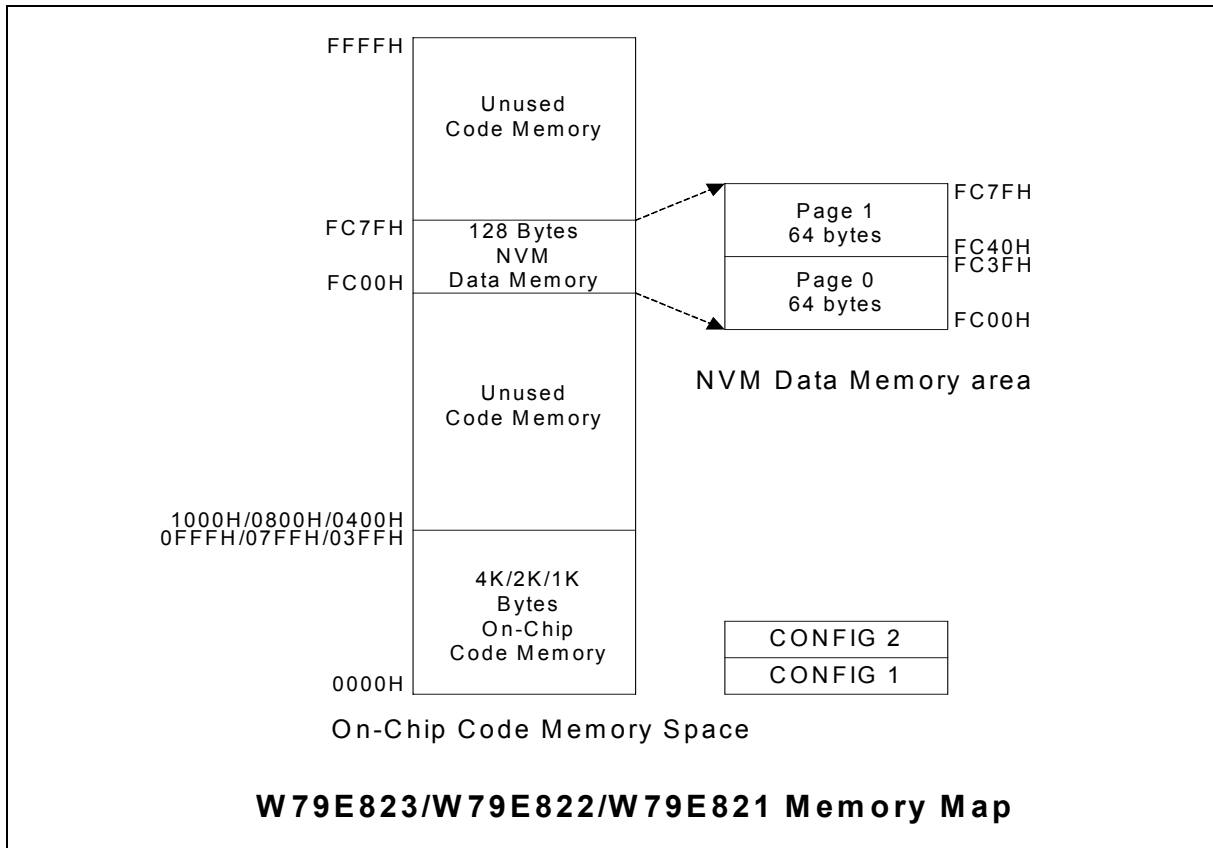 FFFFH
Unused
Code Memory
FC7FH
128 Bytes
NVM
Data Memory
FC00H
Unused
Code Memory
1000H/0800H/0400H
0FFFH/07FFH/03FFH
4K/2K/1K
Bytes
On-Chip
Code Memory
0000H
On-Chip Code Memory Space
Page 1
64 bytes
FC7FH
FC40H
FC3FH
Page 0
64 bytes
FC00H
NVM Data Memory area
CONFIG 2
CONFIG 1
W79E823/W79E822/W79E821 Memory Map